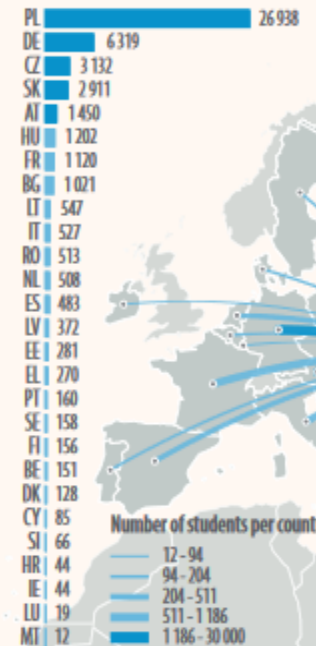 PL 26 938
DE 6 319
CZ 3 132
SK 2 911
AT 1 450
HU 1 202
FR 1 120
BG 1 021
LT 547
IT 527
RO 513
NL 508
ES 483
LV 372
EE 281
EL 270
PT 160
SE 158
FI 156
BE 151
DK 128
CY 85
SI 66
HR 44
IE 44
LU 19
MT 12
Number of students per count
12 - 94
94 - 204
204 - 511
511 - 1 186
1 186 - 30 000